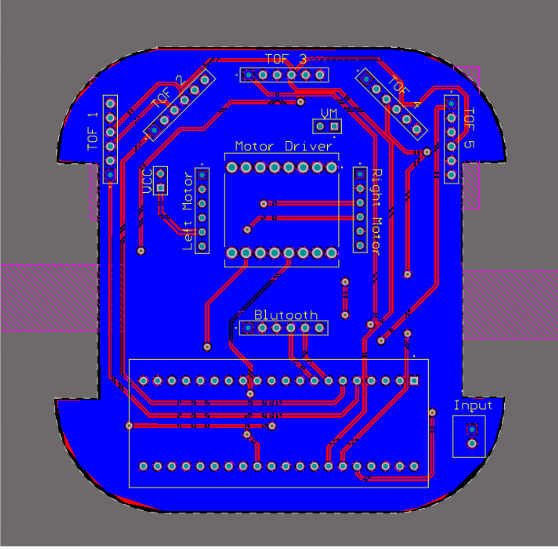 TOF 3
TOF 2
TOF 4
TOF 1
TOF 5
VM
Motor Driver
VCC
Left Motor
Right Motor
Blutooth
Input